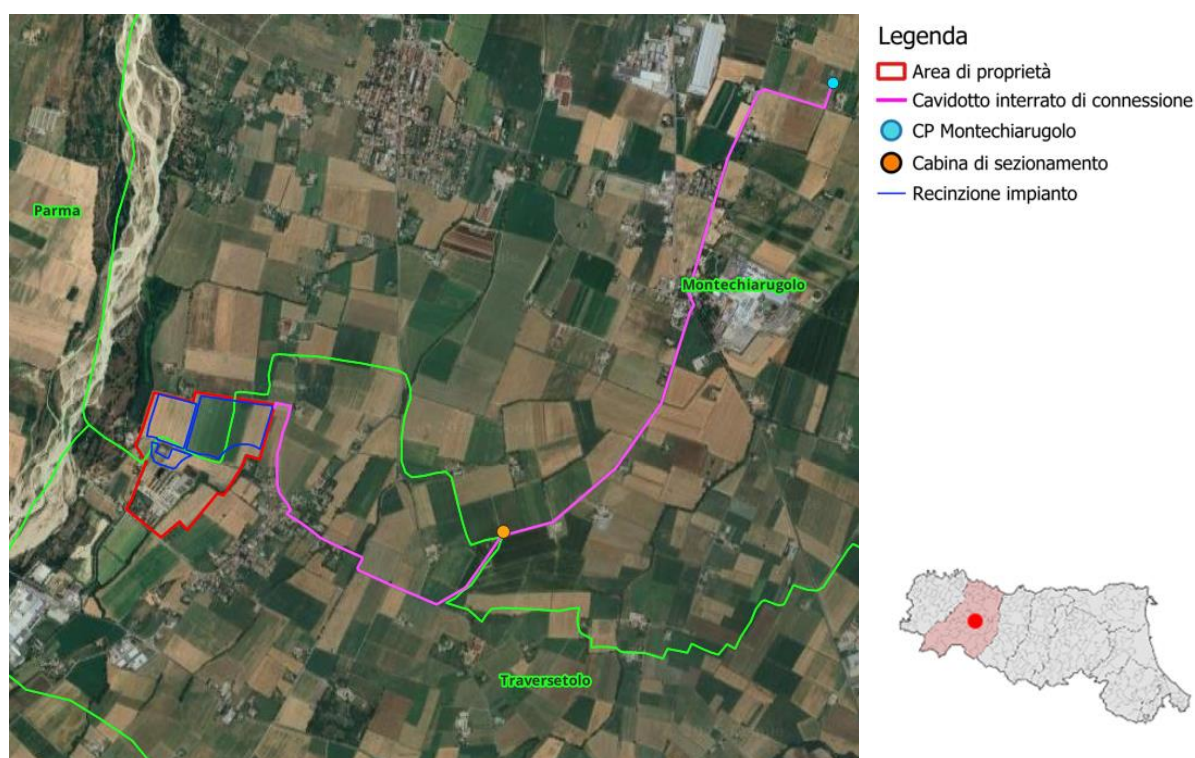 Legenda
Area di proprietà
Cavidotto interrato di connessione
CP Montechiarugolo
Cabina di sezionamento
Recinzione impianto
Parma
Montechiarugolo
Traversetolo